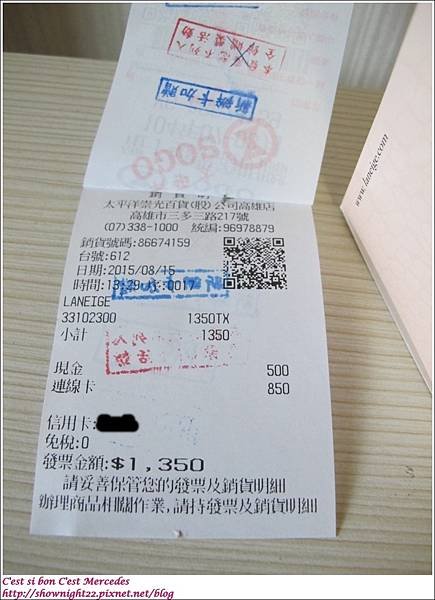 新辦卡加贈
SOGO
www.laneige.com
太平洋崇光百貨(股)公司高雄店
高雄市三多三路217號
(07)338-1000 統編:96978879
銷貨號碼:86674159
台號:612
日期:2015/08/15
時間:13:29
LANEIGE
33102300 1350TX
小計 1350
現金 500
連線卡 850
信用卡:
免稅:0
發票金額:$1,350
請妥善保管您的發票及銷貨明細
辦理商品相關作業,請持發票及銷貨明細
C'est si bon C'est Mercedes
http://shownight22.pixnet.net/blog